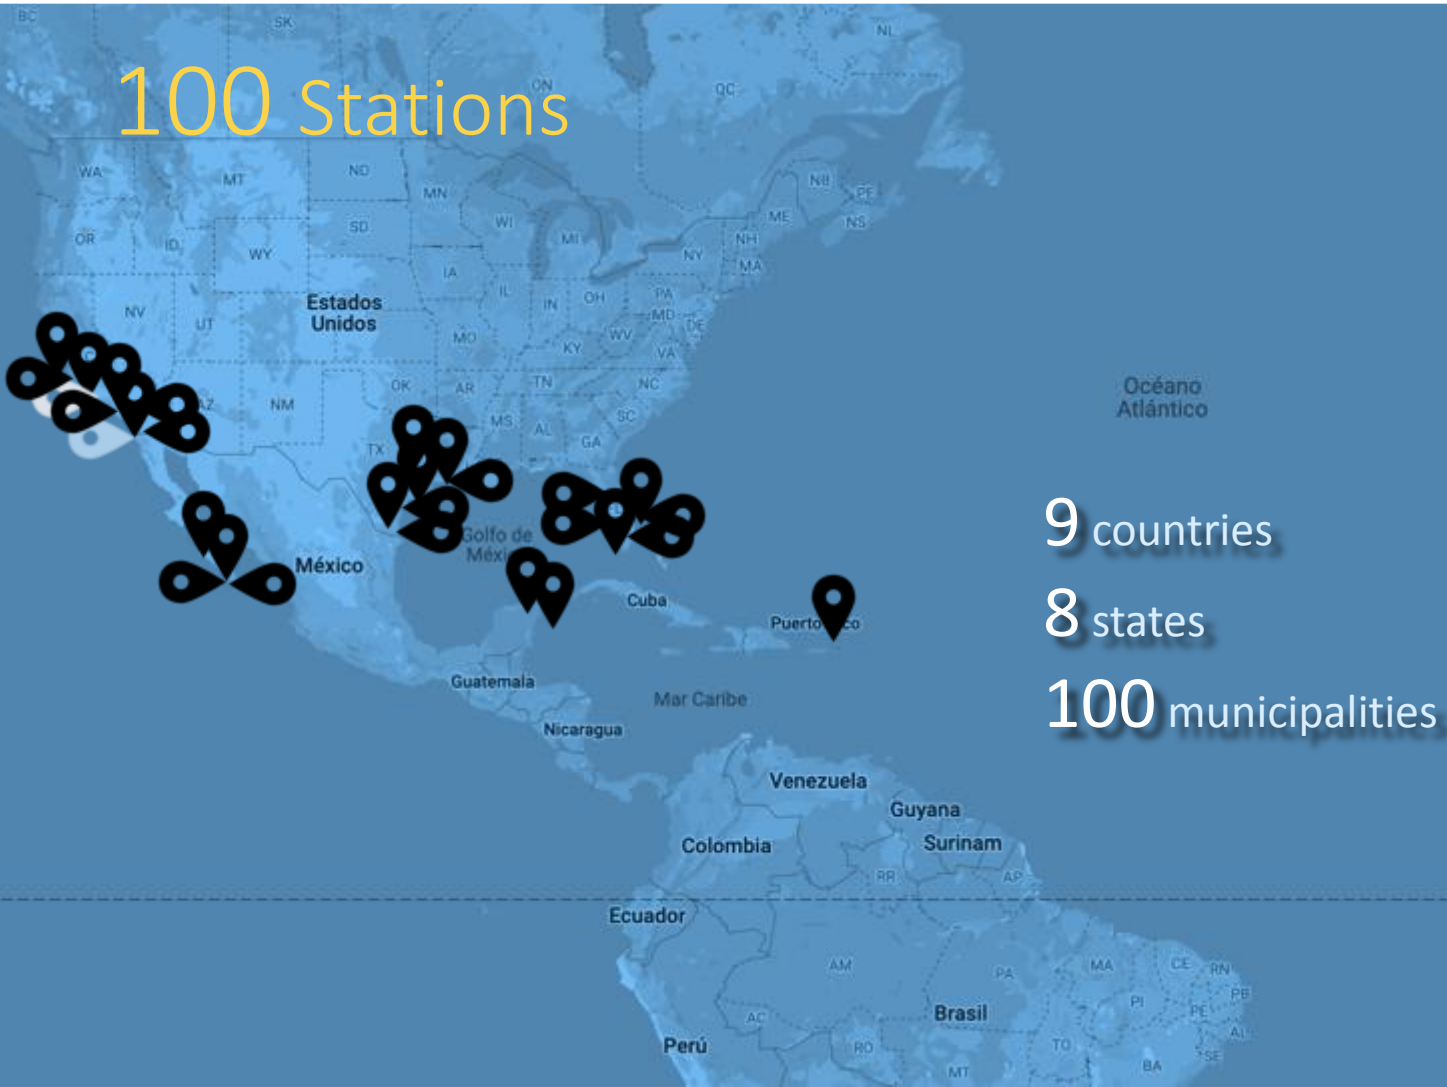 BC
SK
NL
100 Stations
ON
QC
WA
MT
ND
MN
NB
PE
OR
ID
WY
SD
WI
MI
ME
NS
NH
NY
MA
IA
NV
UT
Estados
Unidos
IL
IN
OH
PA
MD
DE
MO
KY
WV
VA
AZ
NM
OK
AR
TN
NC
Océano
Atlántico
TX
MS
AL
GA
SC
9 countries
Golfo de
México
Cuba
8 states
Puerto
Guatemala
Mar Caribe
100 municipalities
Nicaragua
Venezuela
Guyana
Colombia
Surinam
RR
AP
Ecuador
AM
PA
MA
CE
RN
PB
PI
PE
AC
Brasil
AL
Perú
RO
TO
SE
MT
BA